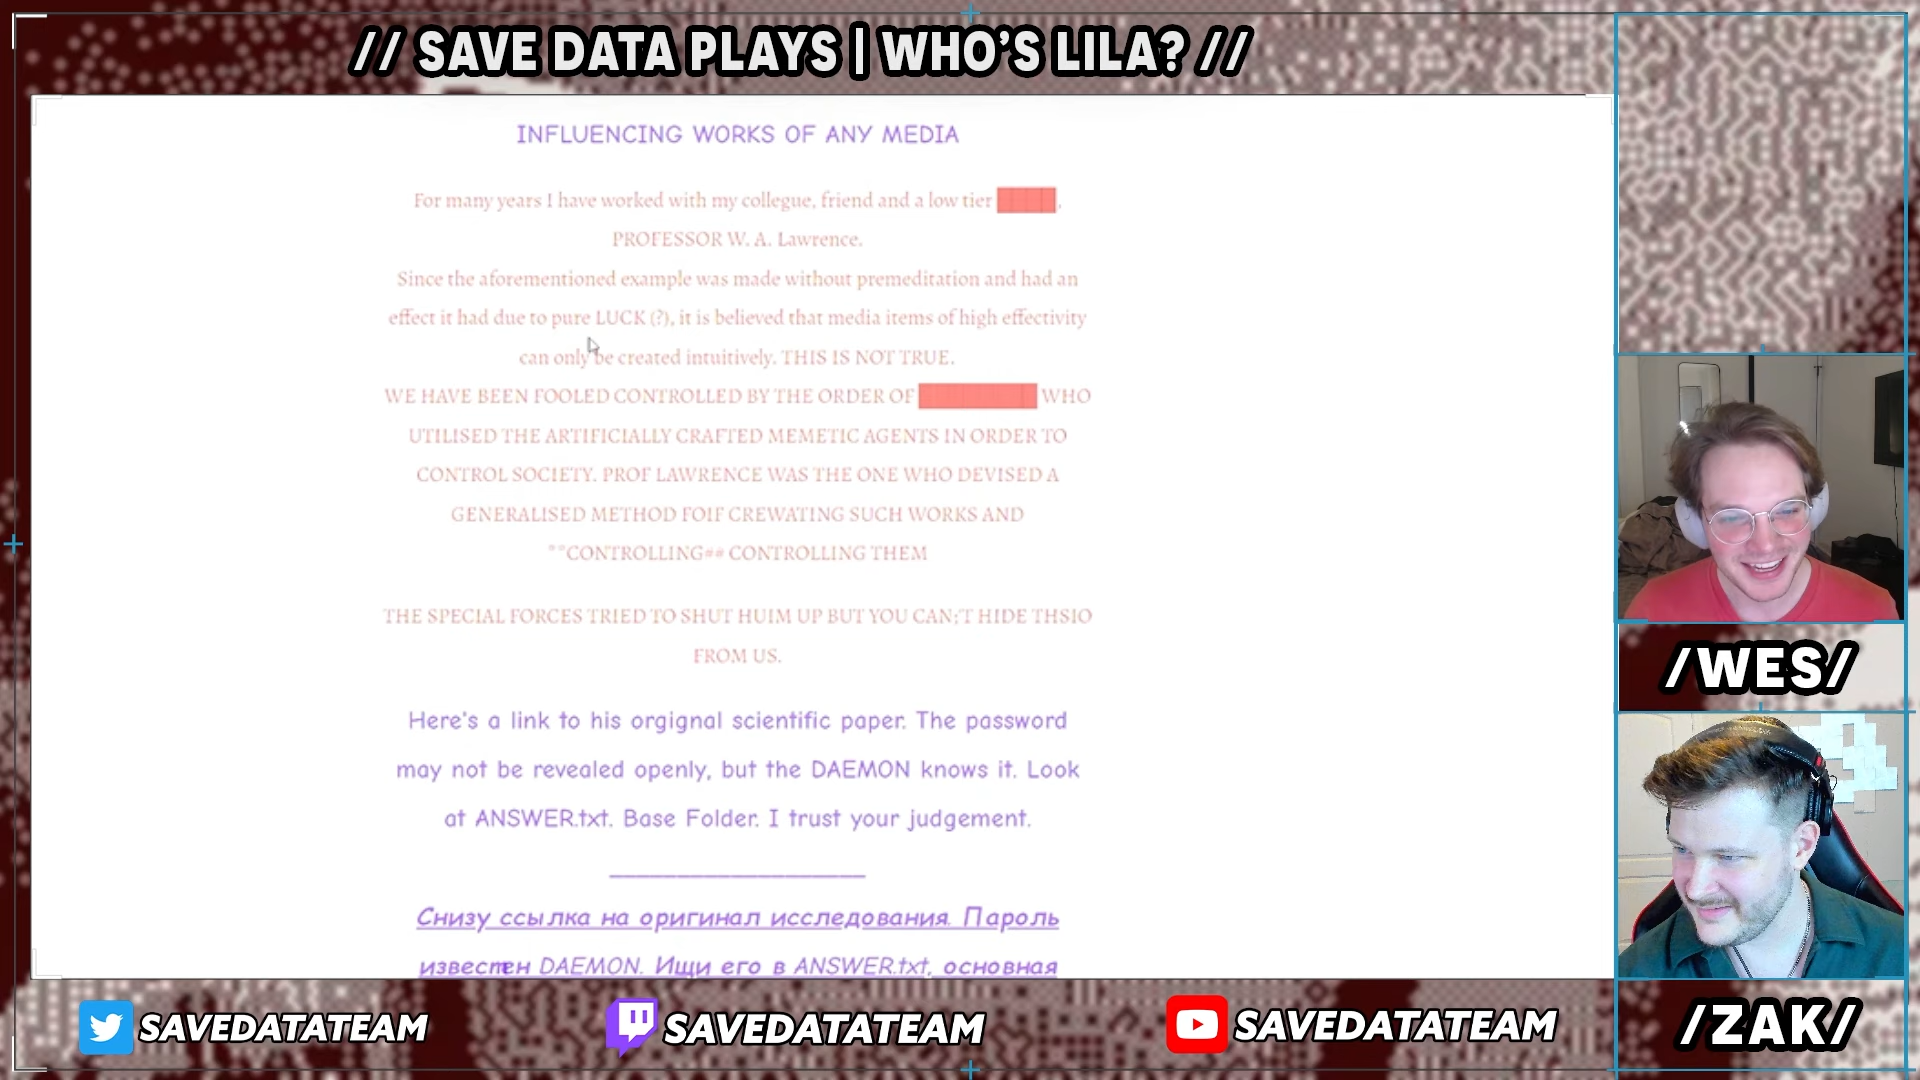 // SAVE DATA PLAYS | WHO'S LILA? //
INFLUENCING WORKS OF ANY MEDIA
For many years I have worked with my collegue, friend and a low tier ████.
PROFESSOR W. A. Lawrence.
Since the aforementioned example was made without premeditation and had an
effect it had due to pure LUCK (?), it is believed that media items of high effectivity
can only be created intuitively. THIS IS NOT TRUE.
WE HAVE BEEN FOOLED CONTROLLED BY THE ORDER OF ████████ WHO
UTILISED THE ARTIFICIALLY CRAFTED MEMETIC AGENTS IN ORDER TO
CONTROL SOCIETY. PROF LAWRENCE WAS THE ONE WHO DEVISED A
GENERALISED METHOD FOIF CREWATING SUCH WORKS AND
**CONTROLLING## CONTROLLING THEM
THE SPECIAL FORCES TRIED TO SHUT HUIM UP BUT YOU CAN;T HIDE THSIO
FROM US.
Here's a link to his orgignal scientific paper. The password
may not be revealed openly, but the DAEMON knows it. Look
at ANSWER.txt. Base Folder. I trust your judgement.
___________________
Снизу ссылка на оригинал исследования. Пароль
известен DAEMON. Ищи его в ANSWER.txt, основная
/WES/
/ZAK/
SAVEDATATEAM
SAVEDATATEAM
SAVEDATATEAM